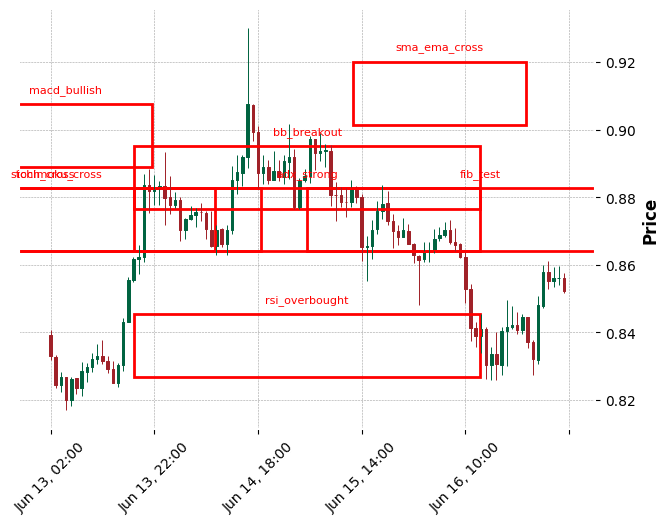 sma_ema_cross
0.92
macd_bullish
0.90
bb_breakout
fib_test
0.88
Price
0.86
rsi_overbought
0.84
0.82
Jun 13, 02:00
Jun 13, 22:00
Jun 14, 18:00
Jun 15, 14:00
Jun 16, 10:00